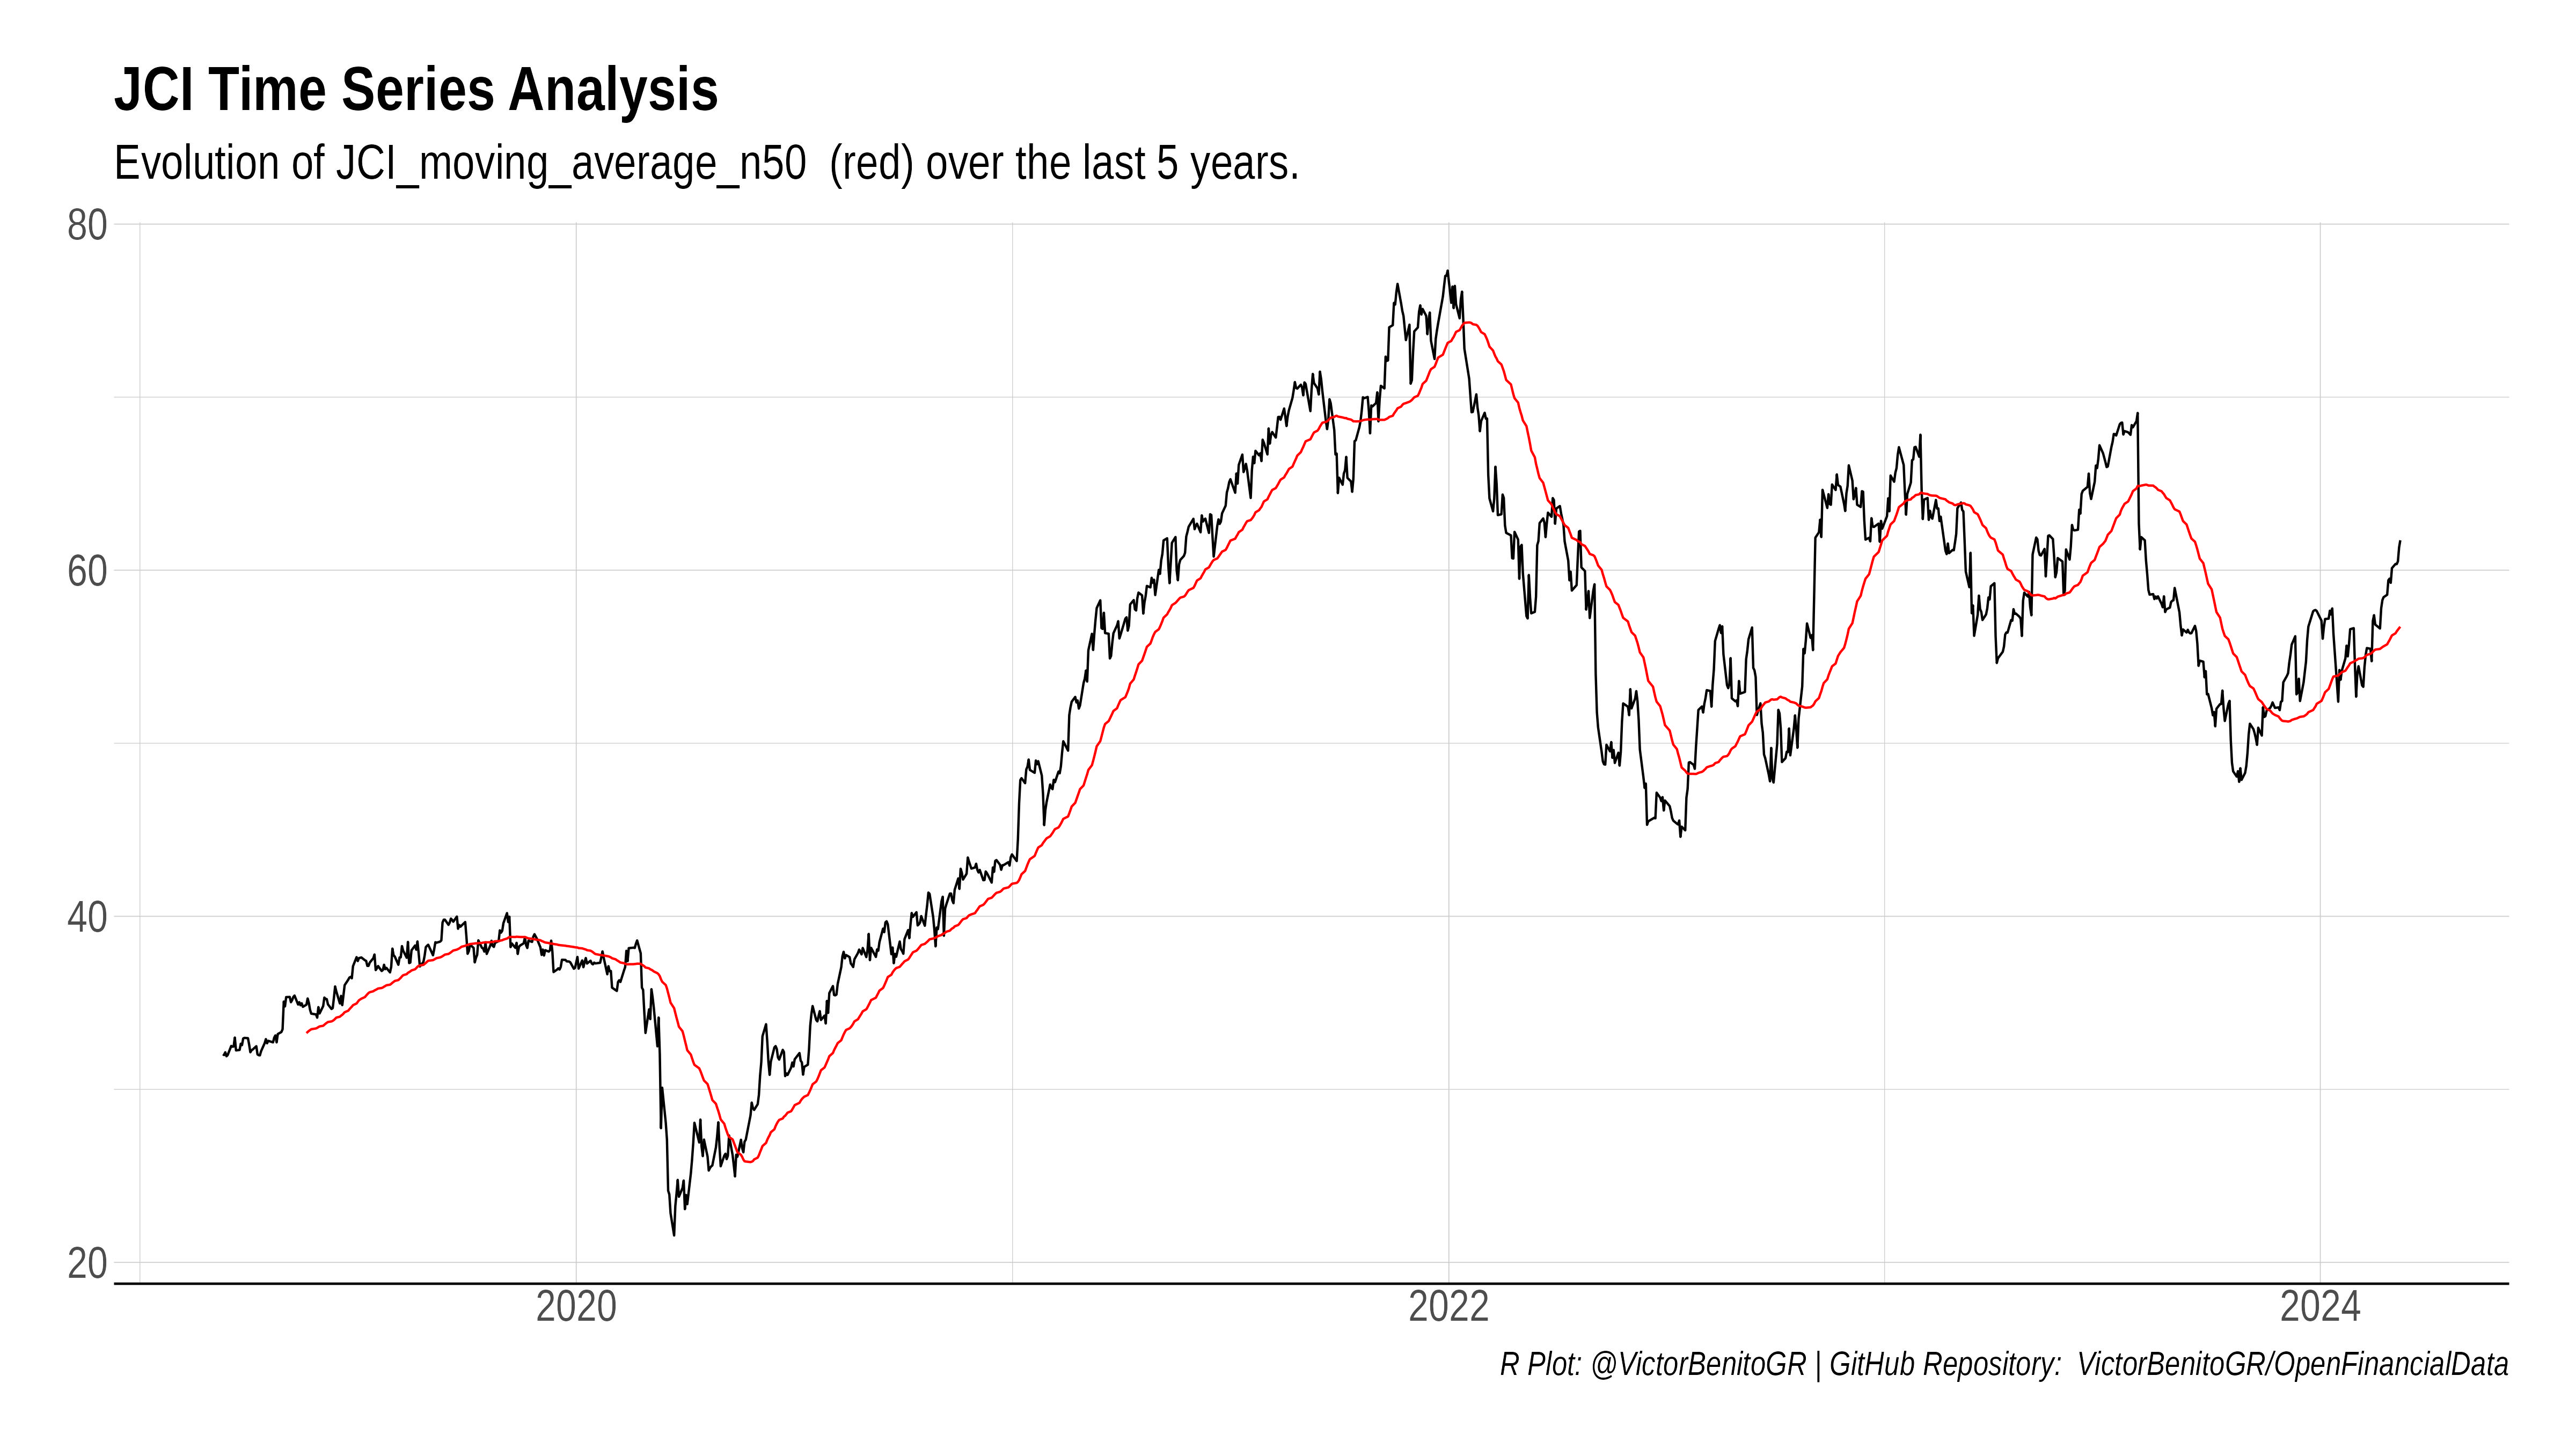 JCI Time Series Analysis
Evolution of JCI_moving_average_n50  (red) over the last 5 years.
80
60
40
20
2020 2022 2024
R Plot: @VictorBenitoGR | GitHub Repository:  VictorBenitoGR/OpenFinancialData